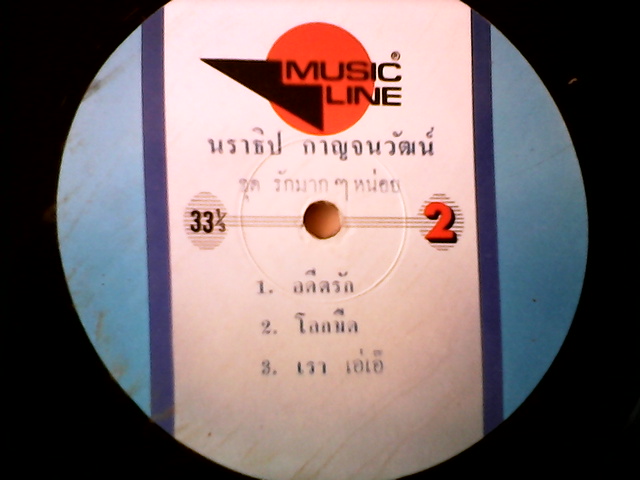 MUSIC®
LINE
นราธิป กาญจนวัฒน์
ชุด รักมากๆหน่อย
33⅓
2
1. อดีตรัก
2. โลกมืด
3. เรา เอ่เอ๊